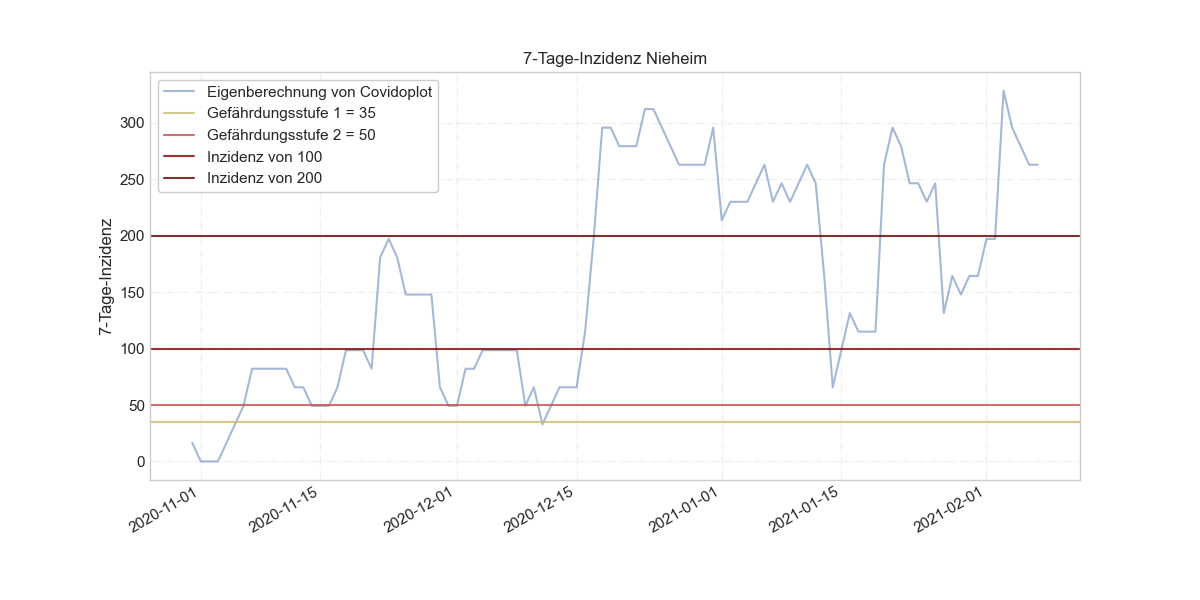 7-Tage-Inzidenz Nieheim
Eigenberechnung von Covidoplot
Gefährdungsstufe 1 = 35
Gefährdungsstufe 2 = 50
Inzidenz von 100
Inzidenz von 200
7-Tage-Inzidenz
300
250
200
150
100
50
0
2020-11-01
2020-11-15
2020-12-01
2020-12-15
2021-01-01
2021-01-15
2021-02-01